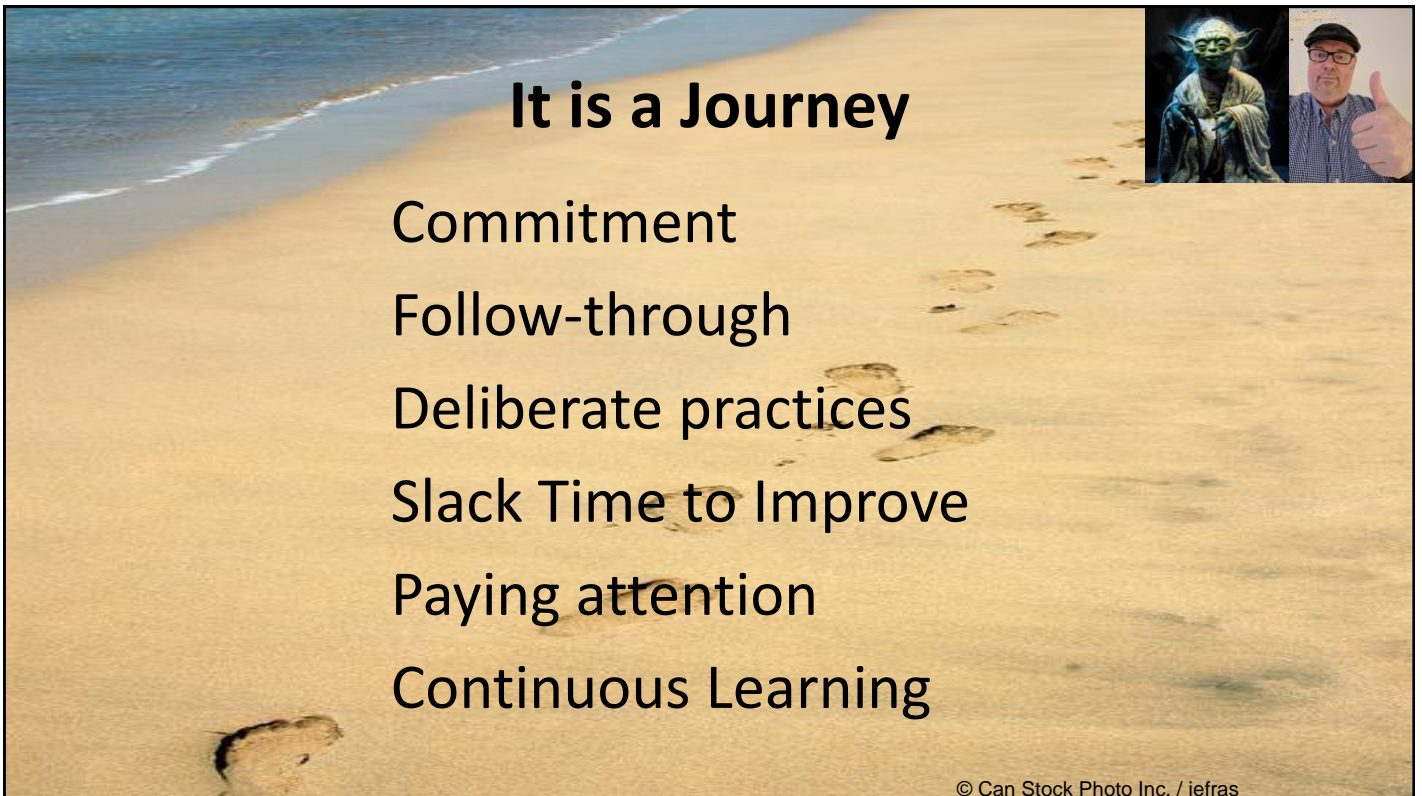 It is a Journey
Commitment
Follow-through
Deliberate practices
Slack Time to Improve
Paying attention
Continuous Learning
© Can Stock Photo Inc. / jefras